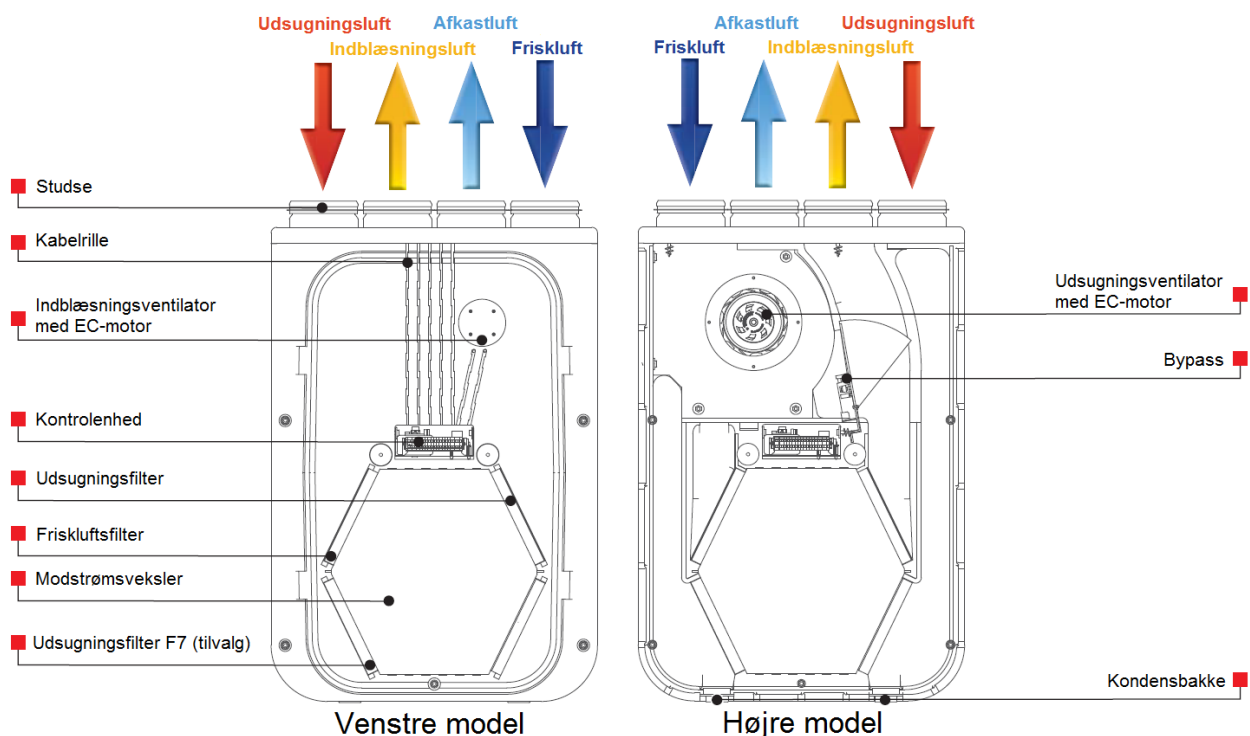 Udsugningsluft
Afkastluft
Indblæsningsluft
Friskluft
Afkastluft
Udsugningsluft
Friskluft
Indblæsningsluft
Studse
Kabelrille
Indblæsningsventilator
med EC-motor
Kontrolenhed
Udsugningsfilter
Friskluftsfilter
Modstrømsveksler
Udsugningsfilter F7 (tilvalg)
Udsugningsventilator
med EC-motor
Bypass
Kondensbakke
Venstre model
Højre model